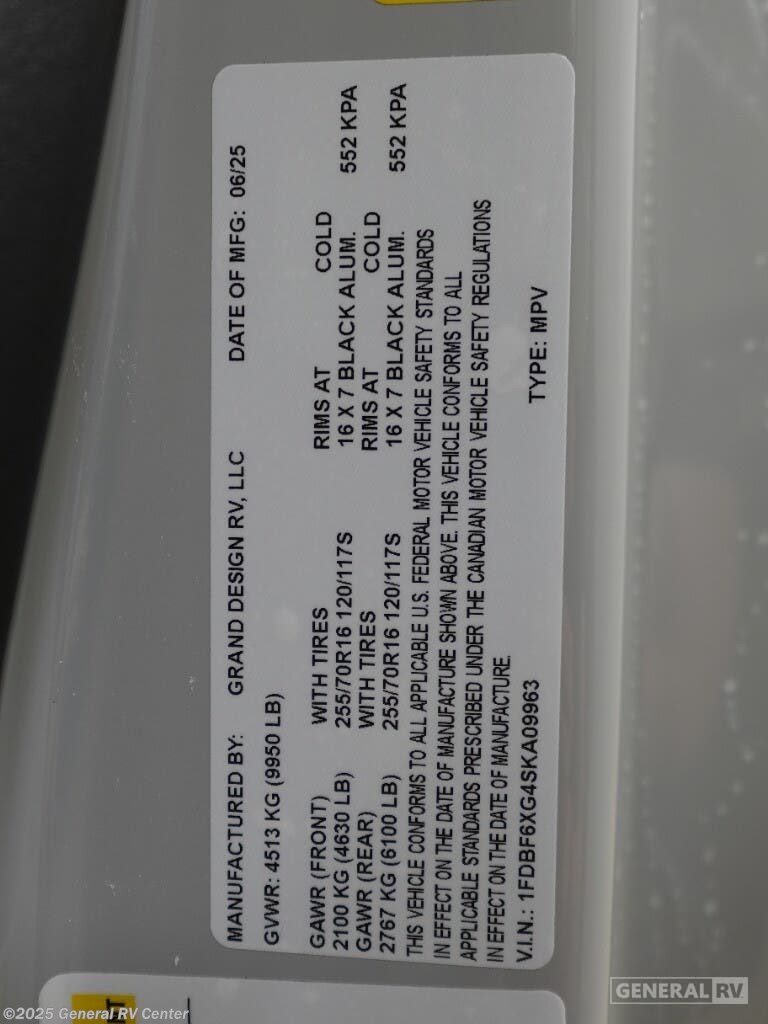 MANUFACTURED BY: GRAND DESIGN RV, LLC DATE OF MFG: 06/25
GVWR: 4513 KG (9950 LB)
GAWR (FRONT) WITH TIRES RIMS AT COLD
2100 KG (4630 LB) 255/70R16 120/117S 16 X 7 BLACK ALUM. 552 KPA
GAWR (REAR) WITH TIRES RIMS AT COLD
2767 KG (6100 LB) 255/70R16 120/117S 16 X 7 BLACK ALUM. 552 KPA
THIS VEHICLE CONFORMS TO ALL APPLICABLE U.S. FEDERAL MOTOR VEHICLE SAFETY STANDARDS
IN EFFECT ON THE DATE OF MANUFACTURE SHOWN ABOVE. THIS VEHICLE CONFORMS TO ALL
APPLICABLE STANDARDS PRESCRIBED UNDER THE CANADIAN MOTOR VEHICLE SAFETY REGULATIONS
IN EFFECT ON THE DATE OF MANUFACTURE.
V.I.N.: 1FDBF6XG4SKA09963 TYPE: MPV
©2025 General RV Center
GENERAL RV